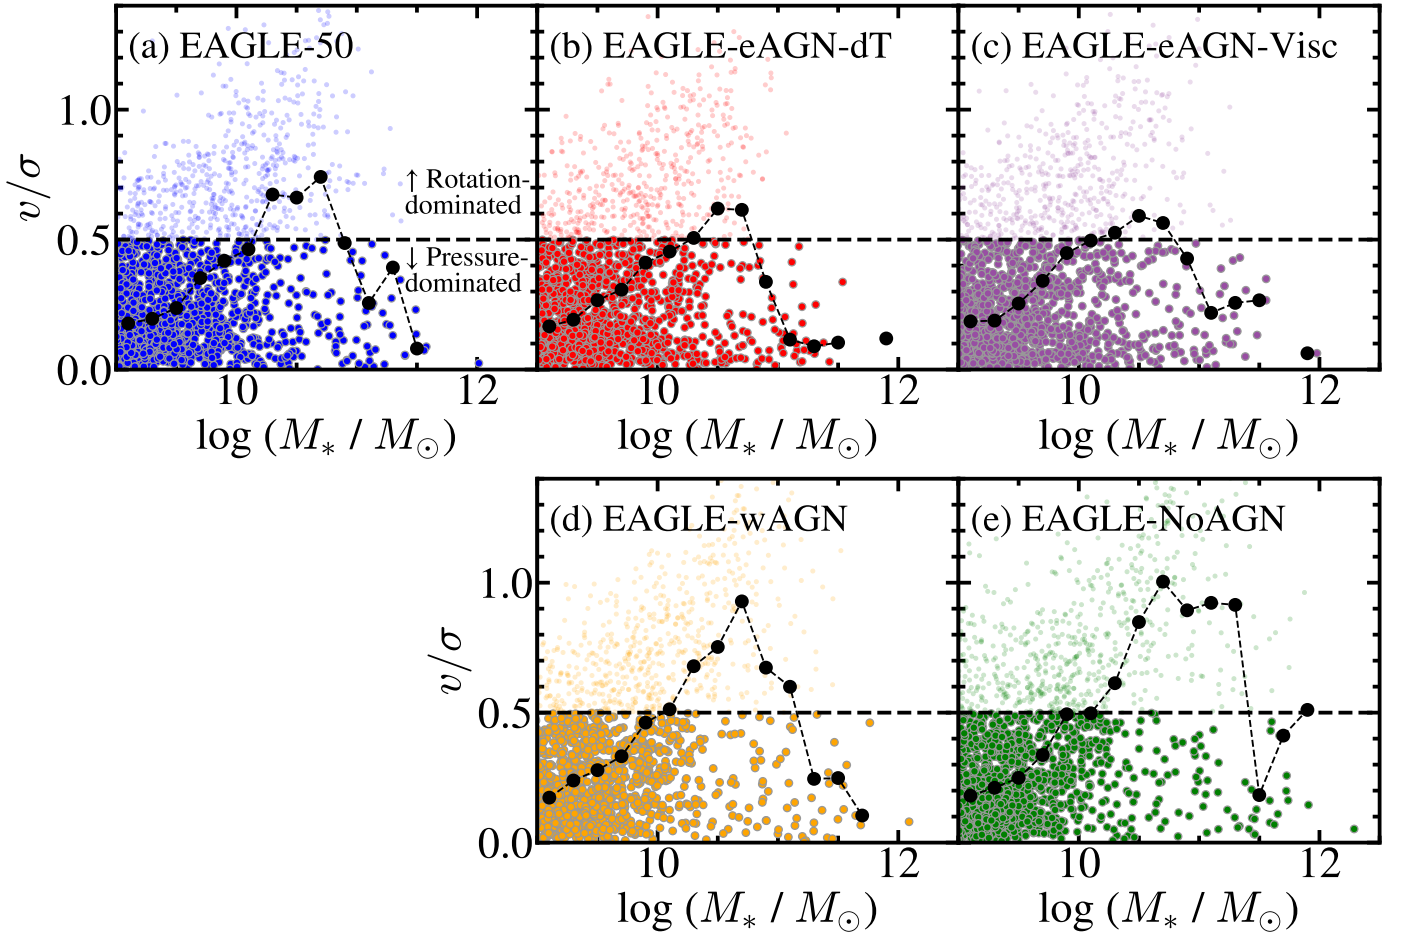 (a) EAGLE-50
(b) EAGLE-eAGN-dT
(c) EAGLE-eAGN-Visc
1.0
0.5
0.0
v/σ
↑ Rotation-
dominated
↓ Pressure-
dominated
10 12
10 12
10 12
log (M* / M☉)
log (M* / M☉)
log (M* / M☉)
(d) EAGLE-wAGN
(e) EAGLE-NoAGN
1.0
0.5
0.0
v/σ
10 12
10 12
log (M* / M☉)
log (M* / M☉)